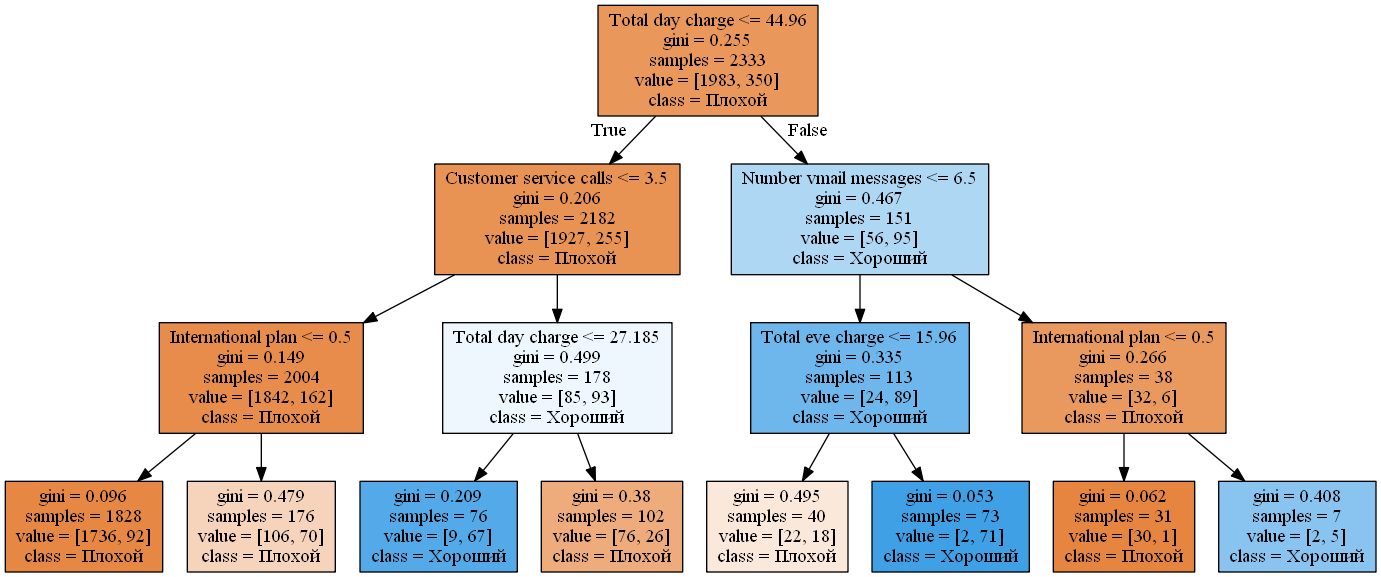 Total day charge <= 44.96
gini = 0.255
samples = 2333
value = [1983, 350]
class = Плохой
True
False
Customer service calls <= 3.5
gini = 0.206
samples = 2182
value = [1927, 255]
class = Плохой
Number vmail messages <= 6.5
gini = 0.467
samples = 151
value = [56, 95]
class = Хороший
International plan <= 0.5
gini = 0.149
samples = 2004
value = [1842, 162]
class = Плохой
Total day charge <= 27.185
gini = 0.499
samples = 178
value = [85, 93]
class = Хороший
Total eve charge <= 15.96
gini = 0.335
samples = 113
value = [24, 89]
class = Хороший
International plan <= 0.5
gini = 0.266
samples = 38
value = [32, 6]
class = Плохой
gini = 0.096
samples = 1828
value = [1736, 92]
class = Плохой
gini = 0.479
samples = 176
value = [106, 70]
class = Плохой
gini = 0.209
samples = 76
value = [9, 67]
class = Хороший
gini = 0.38
samples = 102
value = [76, 26]
class = Плохой
gini = 0.495
samples = 40
value = [22, 18]
class = Плохой
gini = 0.053
samples = 73
value = [2, 71]
class = Хороший
gini = 0.062
samples = 31
value = [30, 1]
class = Плохой
gini = 0.408
samples = 7
value = [2, 5]
class = Хороший